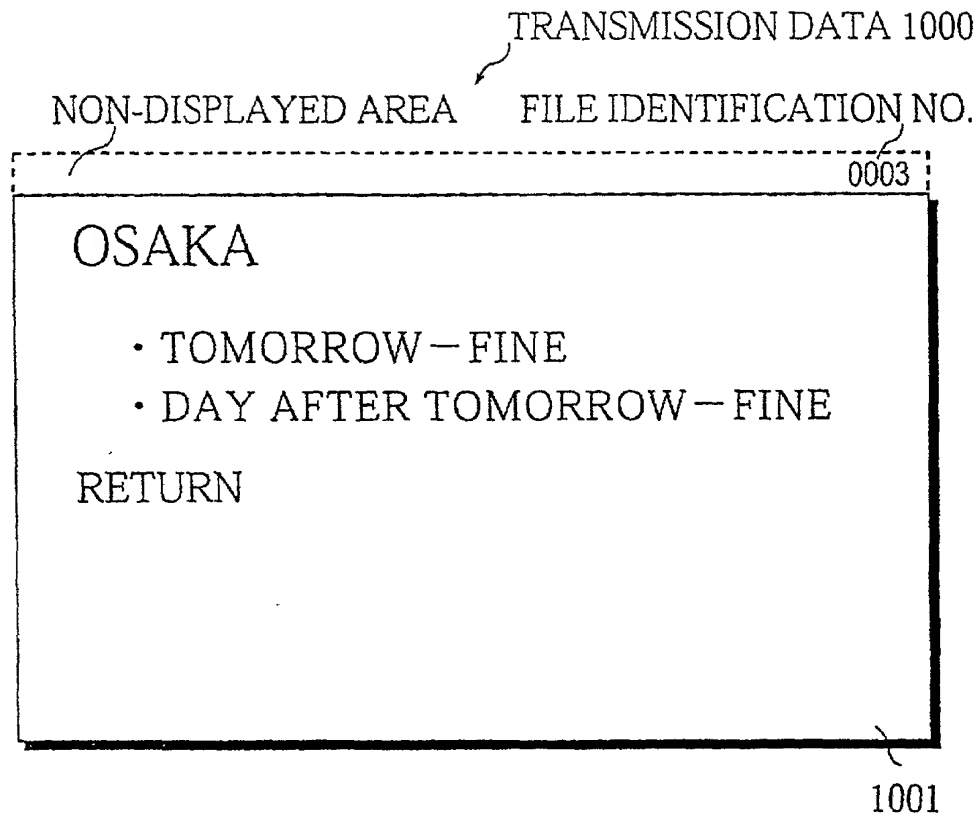 TRANSMISSION DATA 1000
NON-DISPLAYED AREA FILE IDENTIFICATION NO.
0003
OSAKA
・TOMORROW—FINE
・DAY AFTER TOMORROW—FINE
RETURN
1001